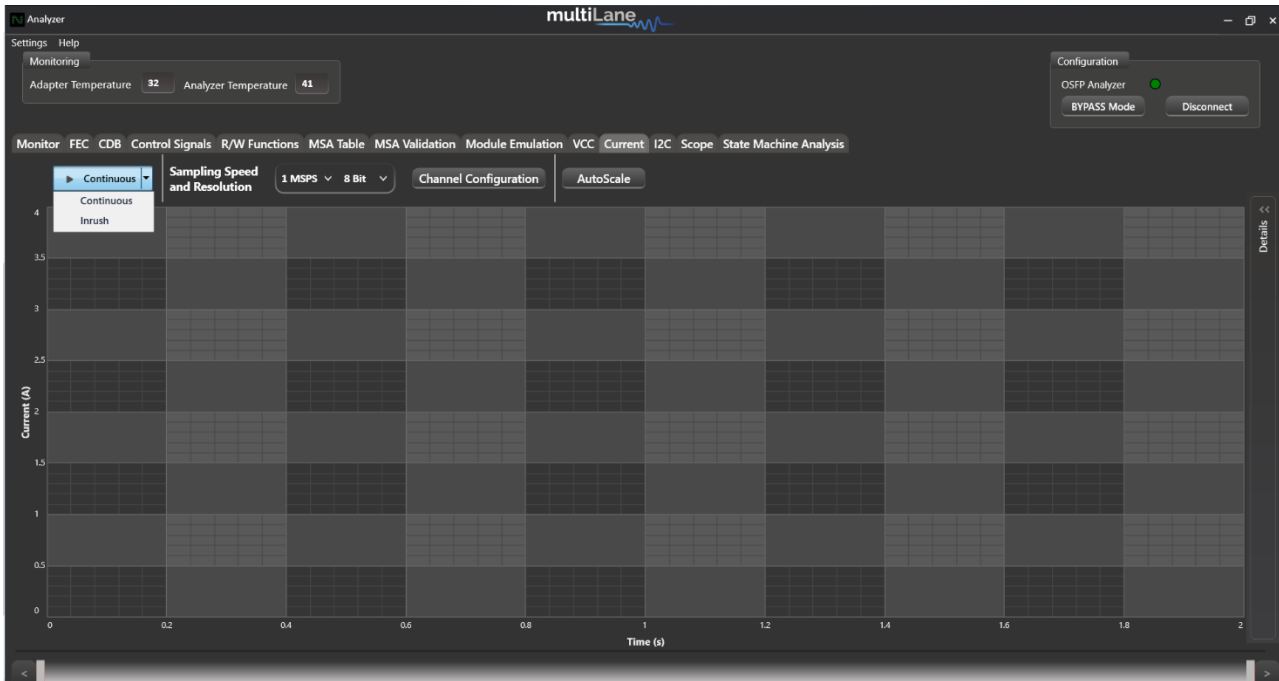 Analyzer
multiLane
Settings Help
Monitoring
Adapter Temperature 32 Analyzer Temperature 41
Configuration
OSFP Analyzer
BYPASS Mode Disconnect
Monitor FEC CDB Control Signals R/W Functions MSA Table MSA Validation Module Emulation VCC Current I2C Scope State Machine Analysis
Continuous
Sampling Speed
and Resolution
1 MSPS 8 Bit
Channel Configuration
AutoScale
Continuous
Inrush
<<
Details
Current (A)
4
3.5
3
2.5
2
1.5
1
0.5
0
0 0.2 0.4 0.6 0.8 1 1.2 1.4 1.6 1.8 2
Time (s)
< >